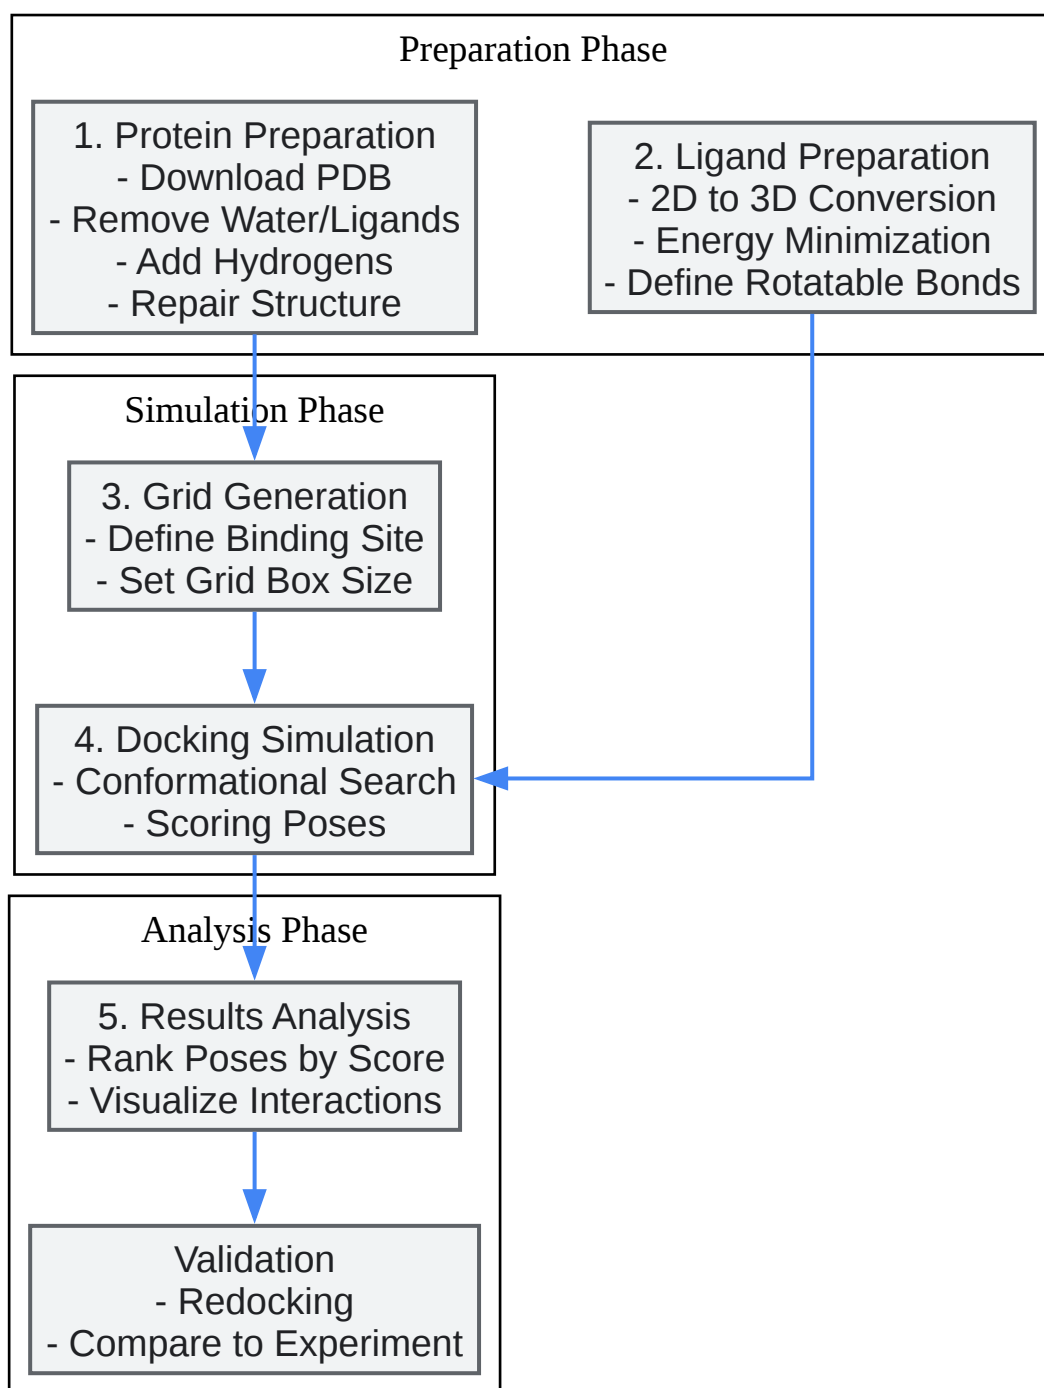 Preparation Phase
1. Protein Preparation
- Download PDB
- Remove Water/Ligands
- Add Hydrogens
- Repair Structure
2. Ligand Preparation
- 2D to 3D Conversion
- Energy Minimization
- Define Rotatable Bonds
Simulation Phase
3. Grid Generation
- Define Binding Site
- Set Grid Box Size
4. Docking Simulation
- Conformational Search
- Scoring Poses
Analysis Phase
5. Results Analysis
- Rank Poses by Score
- Visualize Interactions
Validation
- Redocking
- Compare to Experiment